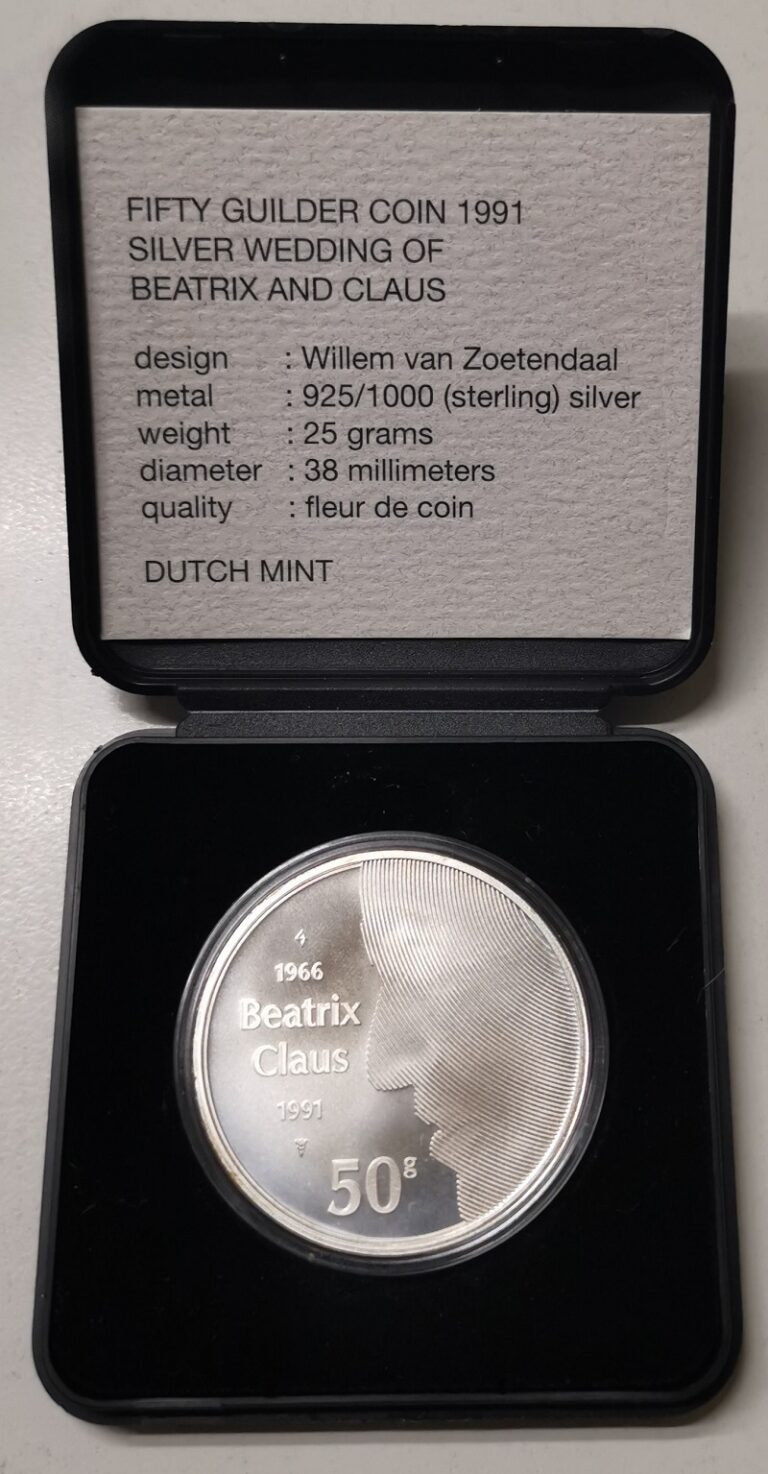 FIFTY GUILDER COIN 1991
SILVER WEDDING OF
BEATRIX AND CLAUS
design : Willem van Zoetendaal
metal : 925/1000 (sterling) silver
weight : 25 grams
diameter : 38 millimeters
quality : fleur de coin
DUTCH MINT
1966
Beatrix
Claus
1991
50g